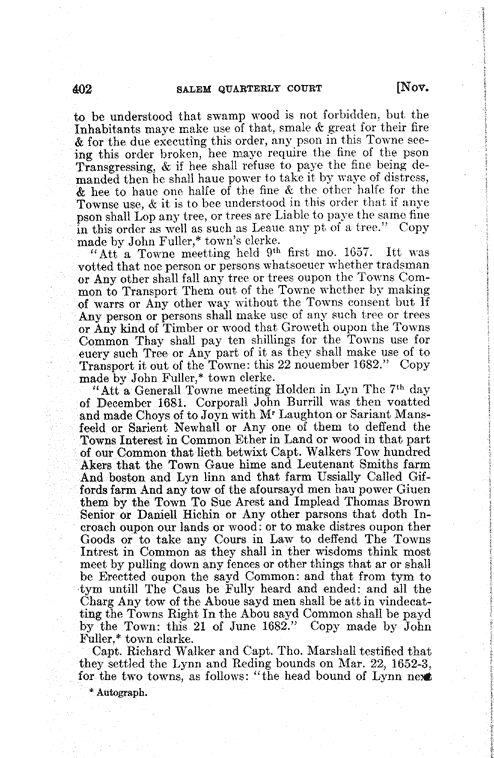 402 SALEM QUARTERLY COURT [Nov.
to be understood that swamp wood is not forbidden, but the
Inhabitants maye make use of that, smale & great for their fire
& for the due executing this order, any pson in this Towne see-
ing this order broken, hee maye require the fine of the pson
Transgressing, & if hee shall refuse to paye the fine being de-
manded then he shall haue power to take it by waye of distress,
& hee to haue one halfe of the fine & the other halfe for the
Townse use, & it is to bee understood in this order that if anye
pson shall Lop any tree, or trees are Liable to paye the same fine
in this order as well as such as Leaue any pt of a tree." Copy
made by John Fuller,* town's clerke.
"Att a Towne meetting held 9th first mo. 1657. Itt was
votted that noe person or persons whatsoeuer whether tradsman
or Any other shall fall any tree or trees oupon the Towns Com-
mon to Transport Them out of the Towne whether by making
of warrs or Any other way without the Towns consent but If
Any person or persons shall make use of any such tree or trees
or Any kind of Timber or wood that Groweth oupon the Towns
Common Thay shall pay ten shillings for the Towns use for
euery such Tree or Any part of it as they shall make use of to
Transport it out of the Towne: this 22 nouember 1682." Copy
made by John Fuller,* town clerke.
"Att a Generall Towne meeting Holden in Lyn The 7th day
of December 1681. Corporall John Burrill was then voatted
and made Choys of to Joyn with Mr Laughton or Sariant Mans-
feeld or Sarient Newhall or Any one of them to deffend the
Towns Interest in Common Ether in Land or wood in that part
of our Common that lieth betwixt Capt. Walkers Tow hundred
Akers that the Town Gaue hime and Leutenant Smiths farm
And boston and Lyn linn and that farm Ussially Called Gif-
fords farm And any tow of the afoursayd men hau power Giuen
them by the Town To Sue Arest and Implead Thomas Brown
Senior or Daniell Hichin or Any other parsons that doth In-
croach oupon our lands or wood: or to make distres oupon ther
Goods or to take any Cours in Law to deffend The Towns
Intrest in Common as they shall in ther wisdoms think most
meet by pulling down any fences or other things that ar or shall
be Erectted oupon the sayd Common: and that from tym to
tym untill The Caus be Fully heard and ended: and all the
Charg Any tow of the Aboue sayd men shall be att in vindecat-
ting the Towns Right In the Abou sayd Common shall be payd
by the Town: this 21 of June 1682." Copy made by John
Fuller,* town clarke.
Capt. Richard Walker and Capt. Tho. Marshall testified that
they settled the Lynn and Reding bounds on Mar. 22, 1652-3,
for the two towns, as follows: "the head bound of Lynn next
* Autograph.